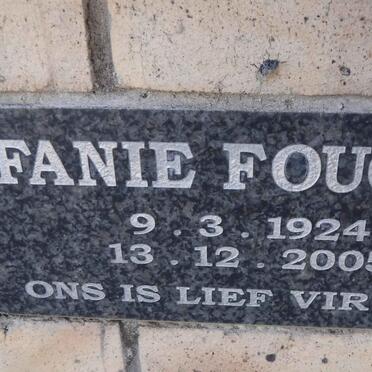 FANIE FOU
9 . 3 . 1924
13 . 12 . 2005
ONS IS LIEF VIR